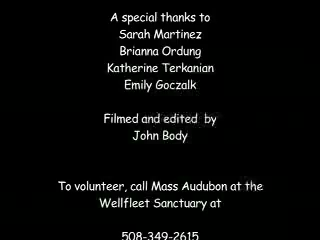 A special thanks to
Sarah Martinez
Brianna Ordung
Katherine Terkanian
Emily Goczalk
Filmed and edited by
John Body
To volunteer, call Mass Audubon at the
Wellfleet Sanctuary at
508-349-2615